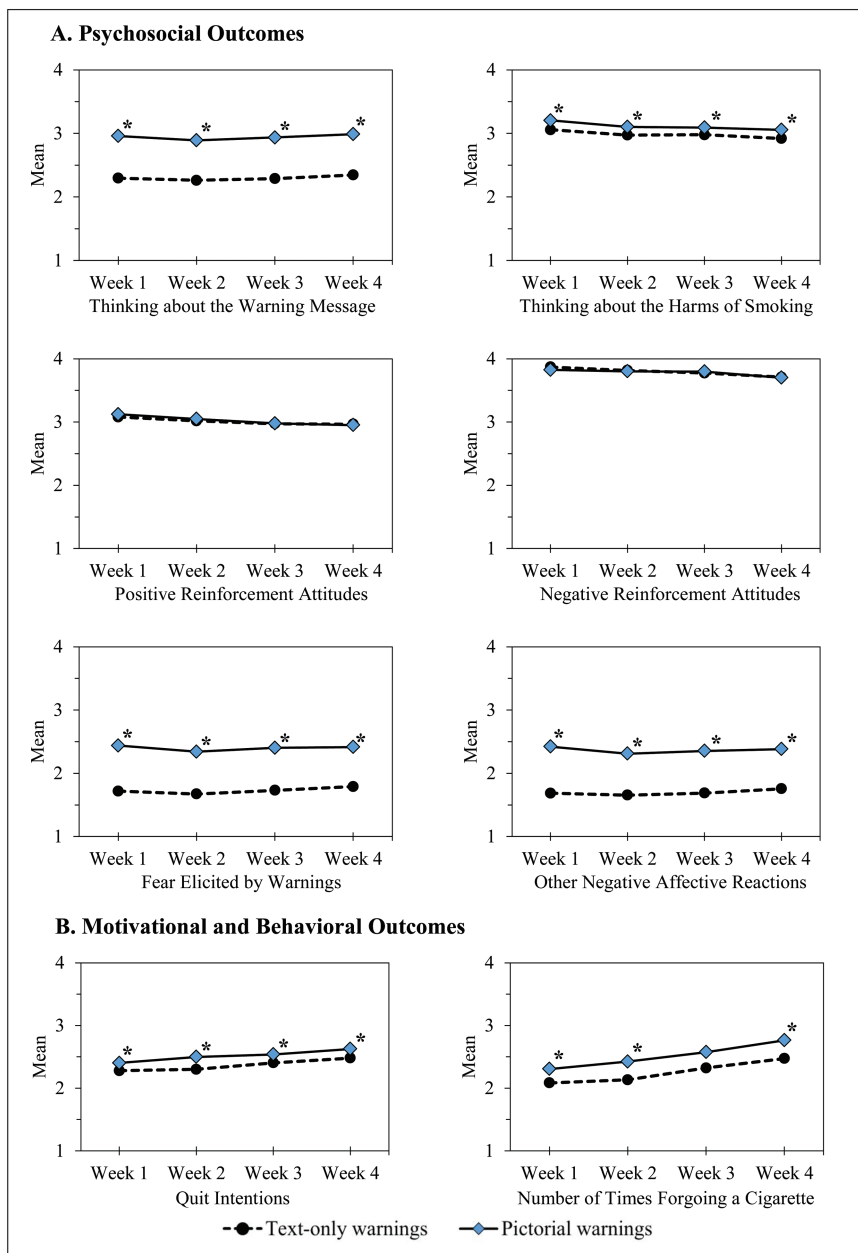 A. Psychosocial Outcomes
4
3
2
1
Mean
* * * *
Week 1 Week 2 Week 3 Week 4
Thinking about the Warning Message
4
3
2
1
Mean
* * * *
Week 1 Week 2 Week 3 Week 4
Thinking about the Harms of Smoking
4
3
2
1
Mean
Week 1 Week 2 Week 3 Week 4
Positive Reinforcement Attitudes
4
3
2
1
Mean
Week 1 Week 2 Week 3 Week 4
Negative Reinforcement Attitudes
4
3
2
1
Mean
* * * *
Week 1 Week 2 Week 3 Week 4
Fear Elicited by Warnings
4
3
2
1
Mean
* * * *
Week 1 Week 2 Week 3 Week 4
Other Negative Affective Reactions
B. Motivational and Behavioral Outcomes
4
3
2
1
Mean
* * * *
Week 1 Week 2 Week 3 Week 4
Quit Intentions
4
3
2
1
Mean
* * *
Week 1 Week 2 Week 3 Week 4
Number of Times Forgoing a Cigarette
Text-only warnings Pictorial warnings